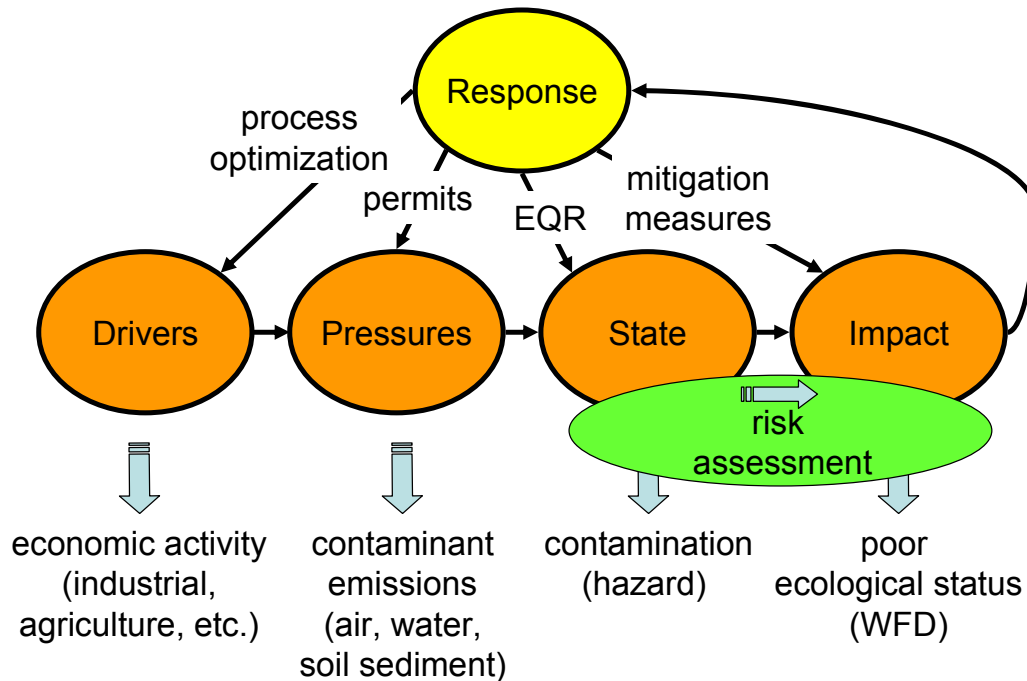 Response
process
optimization
permits
EQR
mitigation
measures
Drivers
Pressures
State
Impact
risk
assessment
economic activity
(industrial,
agriculture, etc.)
contaminant
emissions
(air, water,
soil sediment)
contamination
(hazard)
poor
ecological status
(WFD)